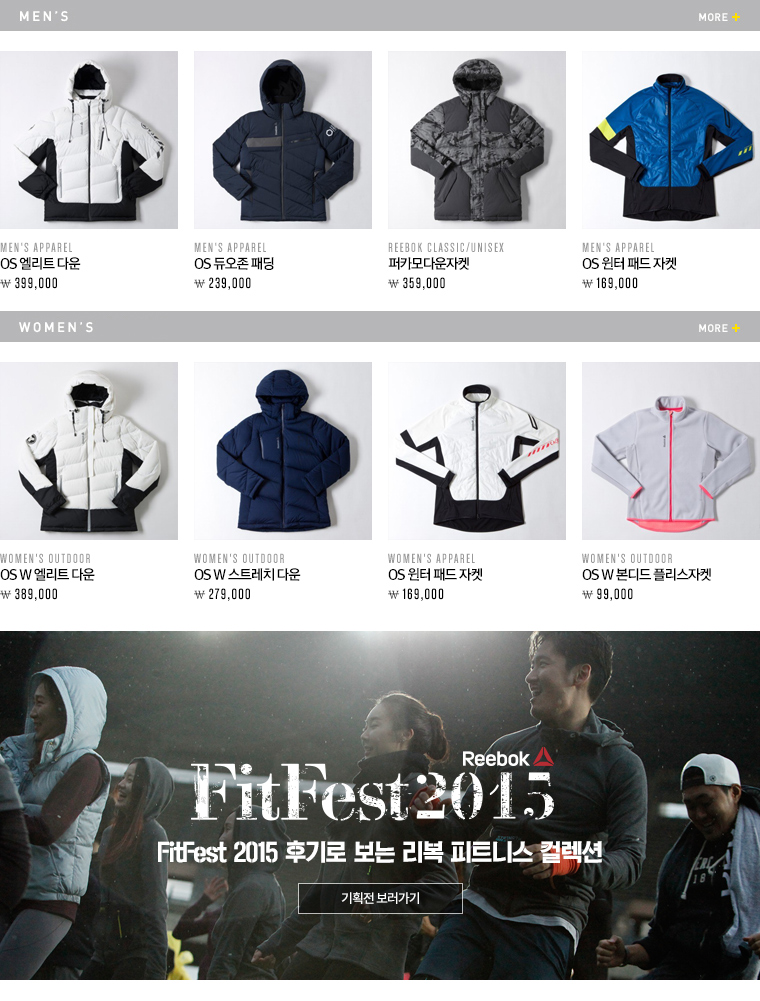 MEN'S
MORE +
MEN'S APPAREL
OS 엘리트 다운
₩ 399,000
MEN'S APPAREL
OS 듀오존 패딩
₩ 239,000
REEBOK CLASSIC/UNISEX
퍼카모다운자켓
₩ 359,000
MEN'S APPAREL
OS 윈터 패드 자켓
₩ 169,000
WOMEN'S
MORE +
WOMEN'S OUTDOOR
OS W 엘리트 다운
₩ 389,000
WOMEN'S OUTDOOR
OS W 스트레치 다운
₩ 279,000
WOMEN'S APPAREL
OS 윈터 패드 자켓
₩ 169,000
WOMEN'S OUTDOOR
OS W 본디드 플리스자켓
₩ 99,000
Reebok
FitFest2015
FitFest 2015 후기로 보는 리복 피트니스 컬렉션
기획전 보러가기